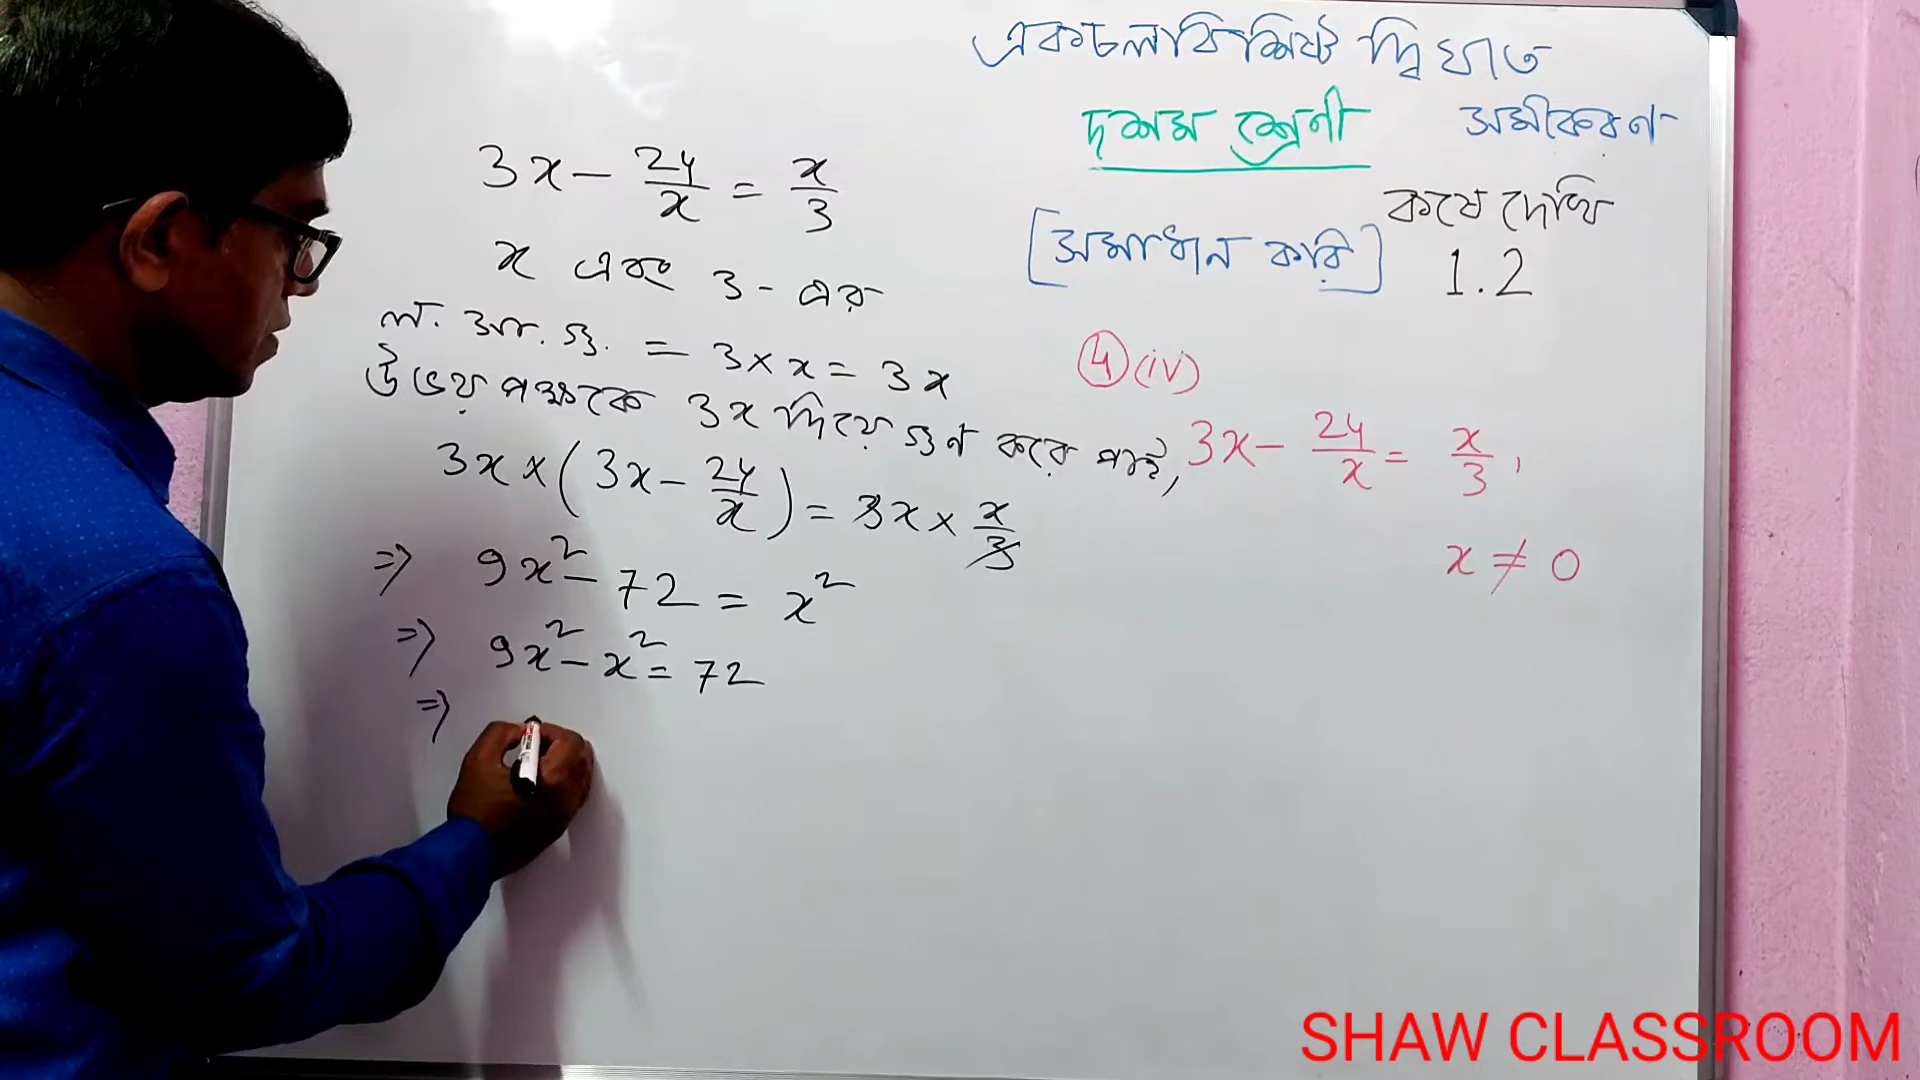 একচলবিশিষ্ট দ্বিঘাত
সমীকরণ
দশম শ্রেণী
কষে দেখি
1.2
[সমাধান করি]
4 (iv)
3x - 24/x = x/3,
x ≠ 0
3x - 24/x = x/3
x এবং 3 - এর
ল. সা. গু. = 3 × x = 3x
উভয় পক্ষকে 3x দিয়ে গুণ করে পাই,
3x × (3x - 24/x) = 3x × x/3
⇒ 9x² - 72 = x²
⇒ 9x² - x² = 72
⇒
SHAW CLASSROOM